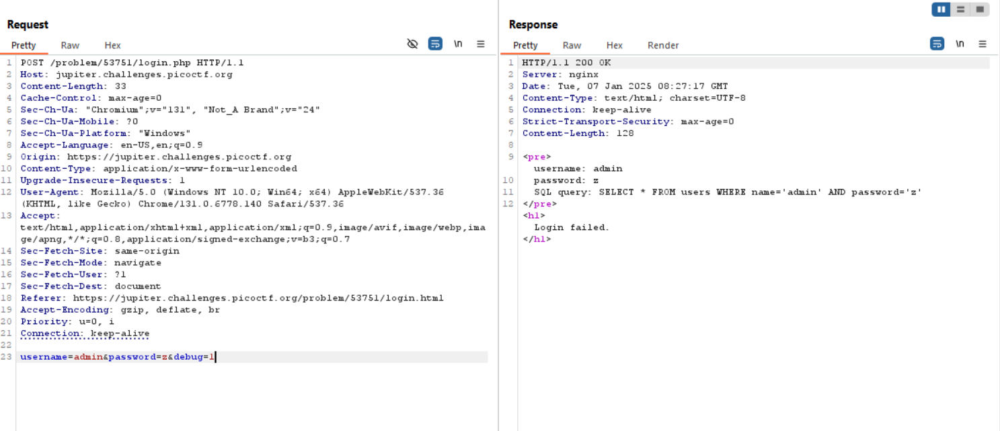 Request
Pretty Raw Hex
\n
1 POST /problem/53751/login.php HTTP/1.1
2 Host: jupiter.challenges.picoctf.org
3 Content-Length: 33
4 Cache-Control: max-age=0
5 Sec-Ch-Ua: "Chromium";v="131", "Not_A Brand";v="24"
6 Sec-Ch-Ua-Mobile: ?0
7 Sec-Ch-Ua-Platform: "Windows"
8 Accept-Language: en-US,en;q=0.9
9 Origin: https://jupiter.challenges.picoctf.org
10 Content-Type: application/x-www-form-urlencoded
11 Upgrade-Insecure-Requests: 1
12 User-Agent: Mozilla/5.0 (Windows NT 10.0; Win64; x64) AppleWebKit/537.36
(KHTML, like Gecko) Chrome/131.0.6778.140 Safari/537.36
13 Accept:
text/html,application/xhtml+xml,application/xml;q=0.9,image/avif,image/webp,ima
ge/apng,*/*;q=0.8,application/signed-exchange;v=b3;q=0.7
14 Sec-Fetch-Site: same-origin
15 Sec-Fetch-Mode: navigate
16 Sec-Fetch-User: ?1
17 Sec-Fetch-Dest: document
18 Referer: https://jupiter.challenges.picoctf.org/problem/53751/login.html
19 Accept-Encoding: gzip, deflate, br
20 Priority: u=0, i
21 Connection: keep-alive
22
23 username=admin&password=z&debug=1
Response
Pretty Raw Hex Render
\n
1 HTTP/1.1 200 OK
2 Server: nginx
3 Date: Tue, 07 Jan 2025 08:27:17 GMT
4 Content-Type: text/html; charset=UTF-8
5 Connection: keep-alive
6 Strict-Transport-Security: max-age=0
7 Content-Length: 128
8
9 <pre>
username: admin
10 password: z
11 SQL query: SELECT * FROM users WHERE name='admin' AND password='z'
12 </pre>
<h1>
Login failed.
</h1>